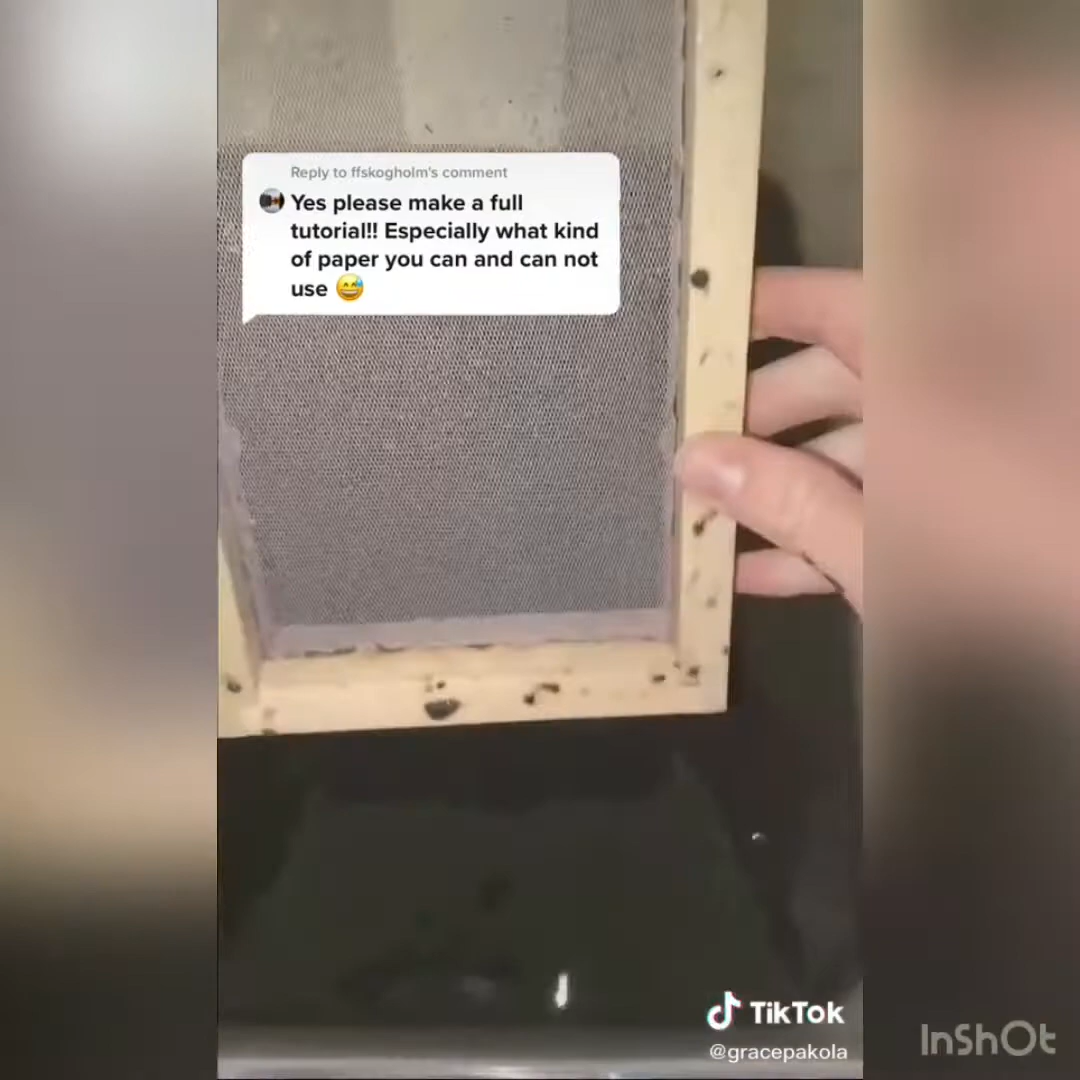 Reply to ffskogholm's comment
Yes please make a full
tutorial!! Especially what kind
of paper you can and can not
use 😅
TikTok
@gracepakola
InShOt